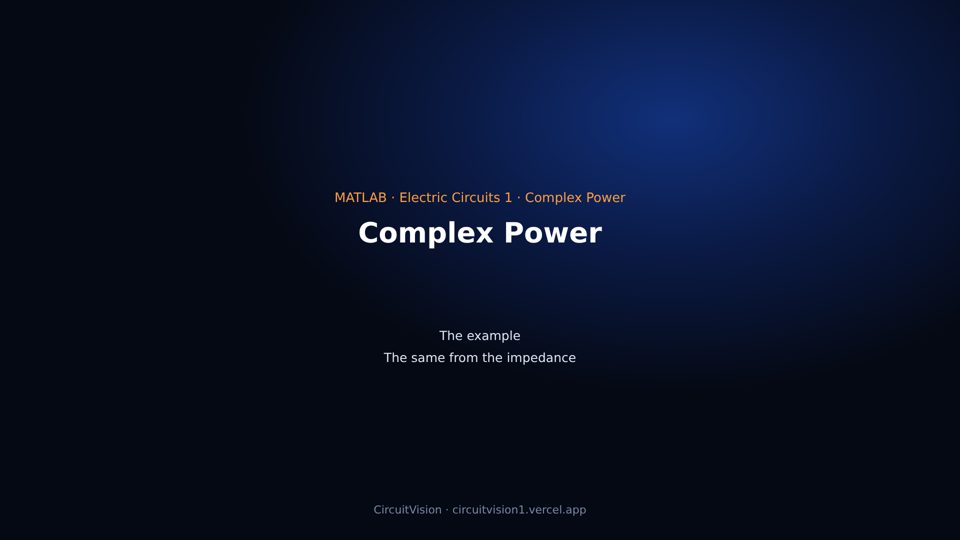 MATLAB · Electric Circuits 1 · Complex Power
Complex Power
The example
The same from the impedance
CircuitVision · circuitvision1.vercel.app